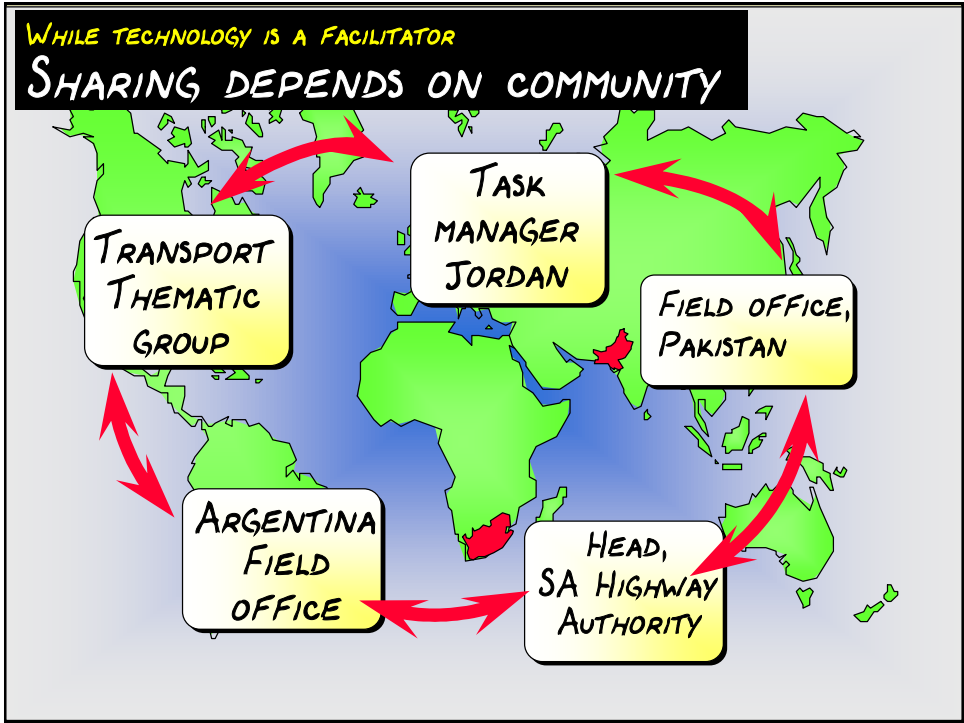 While technology is a facilitator
Sharing depends on community
Task
manager
Jordan
Transport
Thematic
group
Field office,
Pakistan
Argentina
Field
office
Head,
SA Highway
Authority